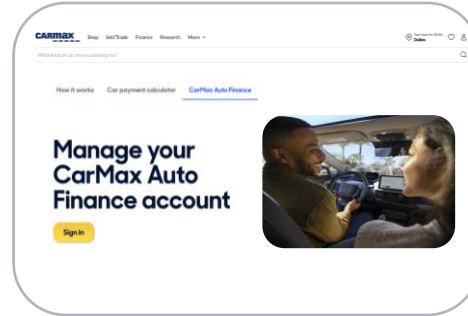 CARMAX Shop Sell/Trade Finance Research More
Dallas
What kind of car are you looking for?
How it works Car payment calculator CarMax Auto Finance
Manage your
CarMax Auto
Finance account
Sign in